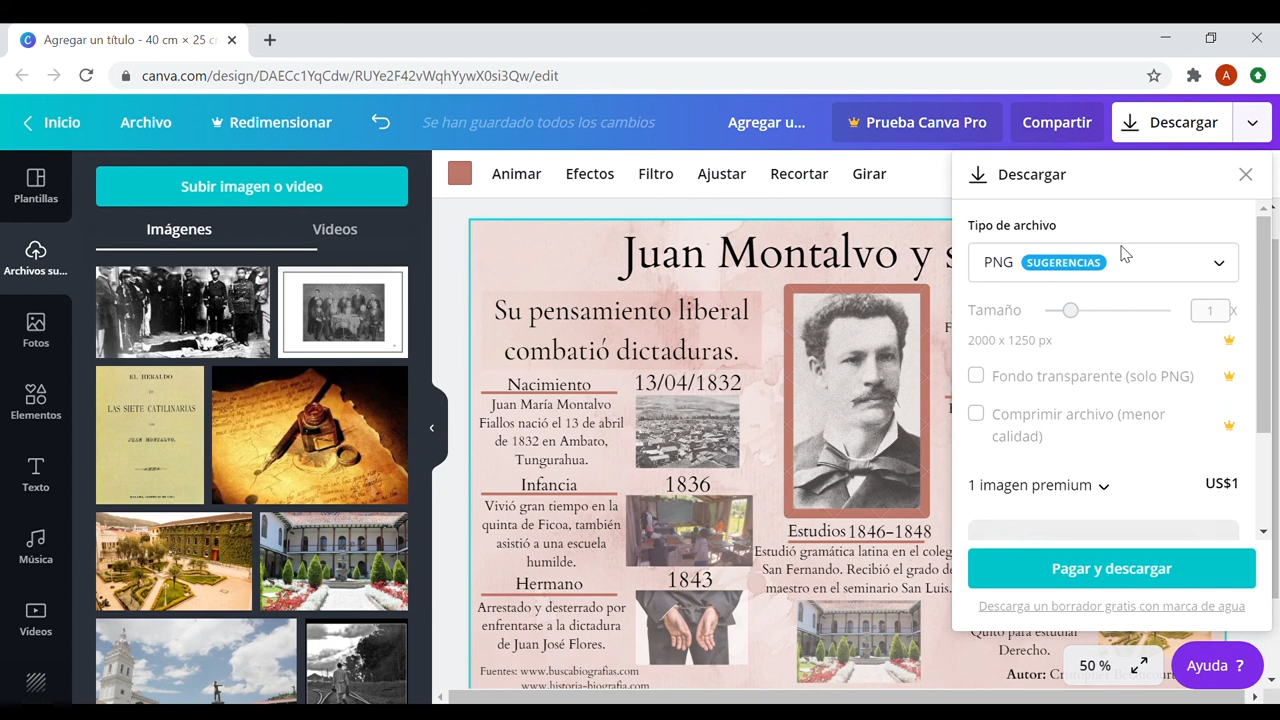 Agregar un título - 40 cm × 25 c
canva.com/design/DAECc1YqCdw/RUYe2F42vWqhYywX0si3Qw/edit
A
Inicio
Archivo
Redimensionar
Se han guardado todos los cambios
Agregar u...
Prueba Canva Pro
Compartir
Descargar
Plantillas
Archivos su...
Fotos
Elementos
Texto
Música
Videos
Subir imagen o video
Imágenes
Videos
EL HERALDO
DE
LAS SIETE CATILINARIAS
POR
JUAN MONTALVO.
Animar
Efectos
Filtro
Ajustar
Recortar
Girar
Juan Montalvo y s
Su pensamiento liberal
combatió dictaduras.
Nacimiento
13/04/1832
Juan María Montalvo
Fiallos nació el 13 de abril
de 1832 en Ambato,
Tungurahua.
Infancia
1836
Vivió gran tiempo en la
quinta de Ficoa, también
asistió a una escuela
humilde.
Hermano
1843
Arrestado y desterrado por
enfrentarse a la dictadura
de Juan José Flores.
Fuentes: www.buscabiografias.com
www.historia-biografia.com
Estudios 1846-1848
Estudió gramática latina en el coleg
San Fernando. Recibió el grado de
maestro en el seminario San Luis.
Quito para estudiar
Derecho.
Autor:
Descargar
Tipo de archivo
PNG SUGERENCIAS
Tamaño
1 x
2000 x 1250 px
Fondo transparente (solo PNG)
Comprimir archivo (menor
calidad)
1 imagen premium
US$1
Pagar y descargar
Descarga un borrador gratis con marca de agua
50 %
Ayuda ?